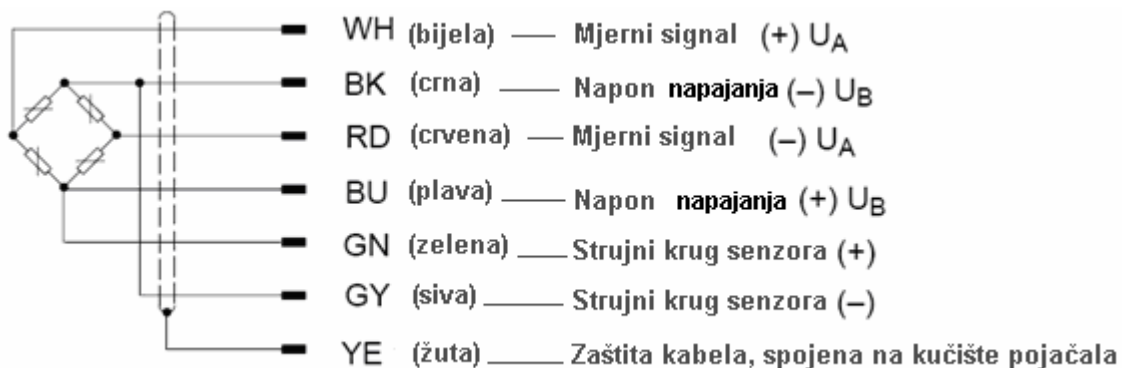 WH (bijela) — Mjerni signal (+) UA
BK (crna) — Napon napajanja (–) UB
RD (crvena) — Mjerni signal (–) UA
BU (plava) — Napon napajanja (+) UB
GN (zelena) — Strujni krug senzora (+)
GY (siva) — Strujni krug senzora (–)
YE (žuta) — Zaštita kabela, spojena na kučište pojačala